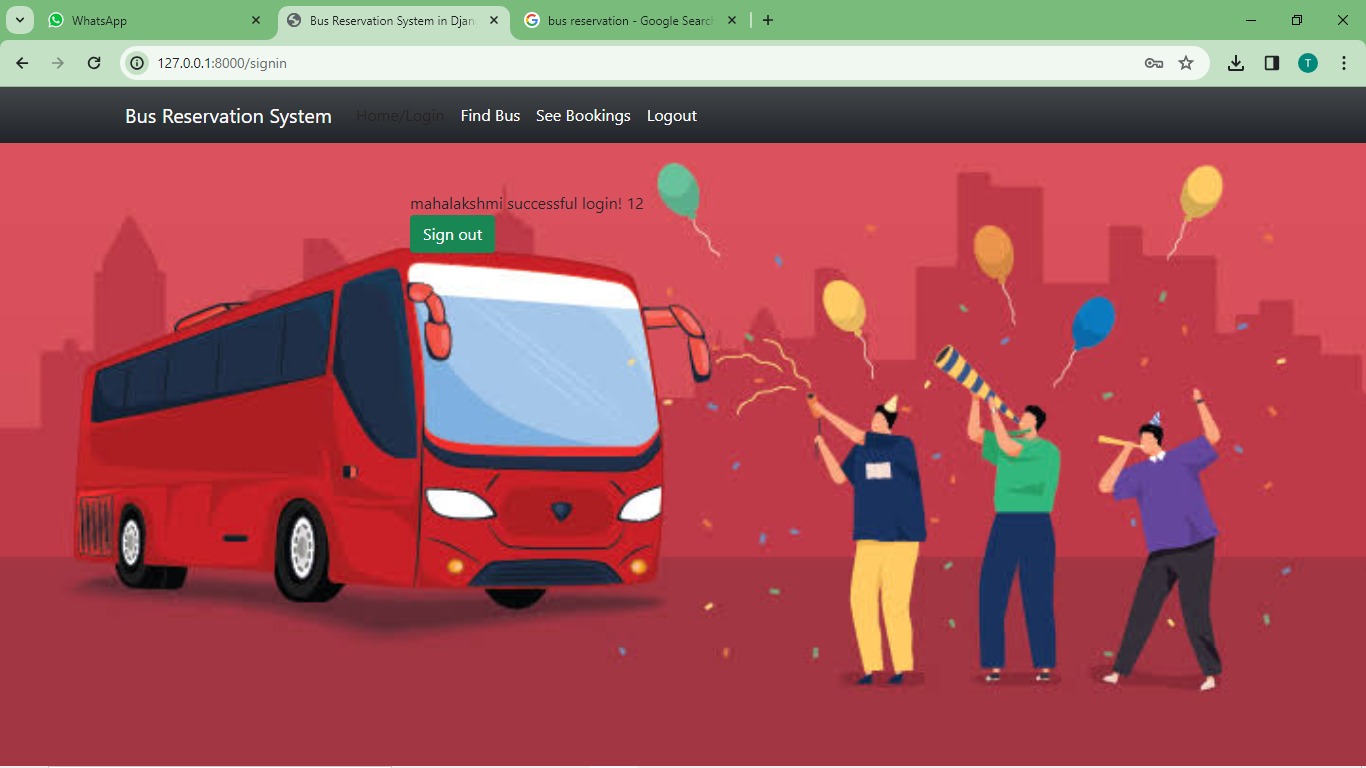 WhatsApp
Bus Reservation System in Djan
bus reservation - Google Search
127.0.0.1:8000/signin
T
Bus Reservation System Home/Login Find Bus See Bookings Logout
mahalakshmi successful login! 12
Sign out